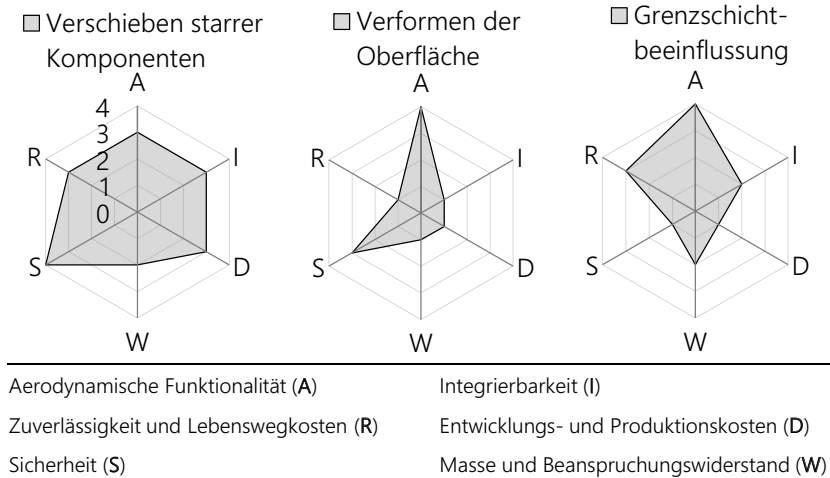 Verschieben starrer
Komponenten
A
4
3
2
1
0
R
I
S
D
W
Verformen der
Oberfläche
A
R
I
S
D
W
Grenzschicht-
beeinflussung
A
R
I
S
D
W
Aerodynamische Funktionalität (A)
Integrierbarkeit (I)
Zuverlässigkeit und Lebenswegkosten (R)
Entwicklungs- und Produktionskosten (D)
Sicherheit (S)
Masse und Beanspruchungswiderstand (W)